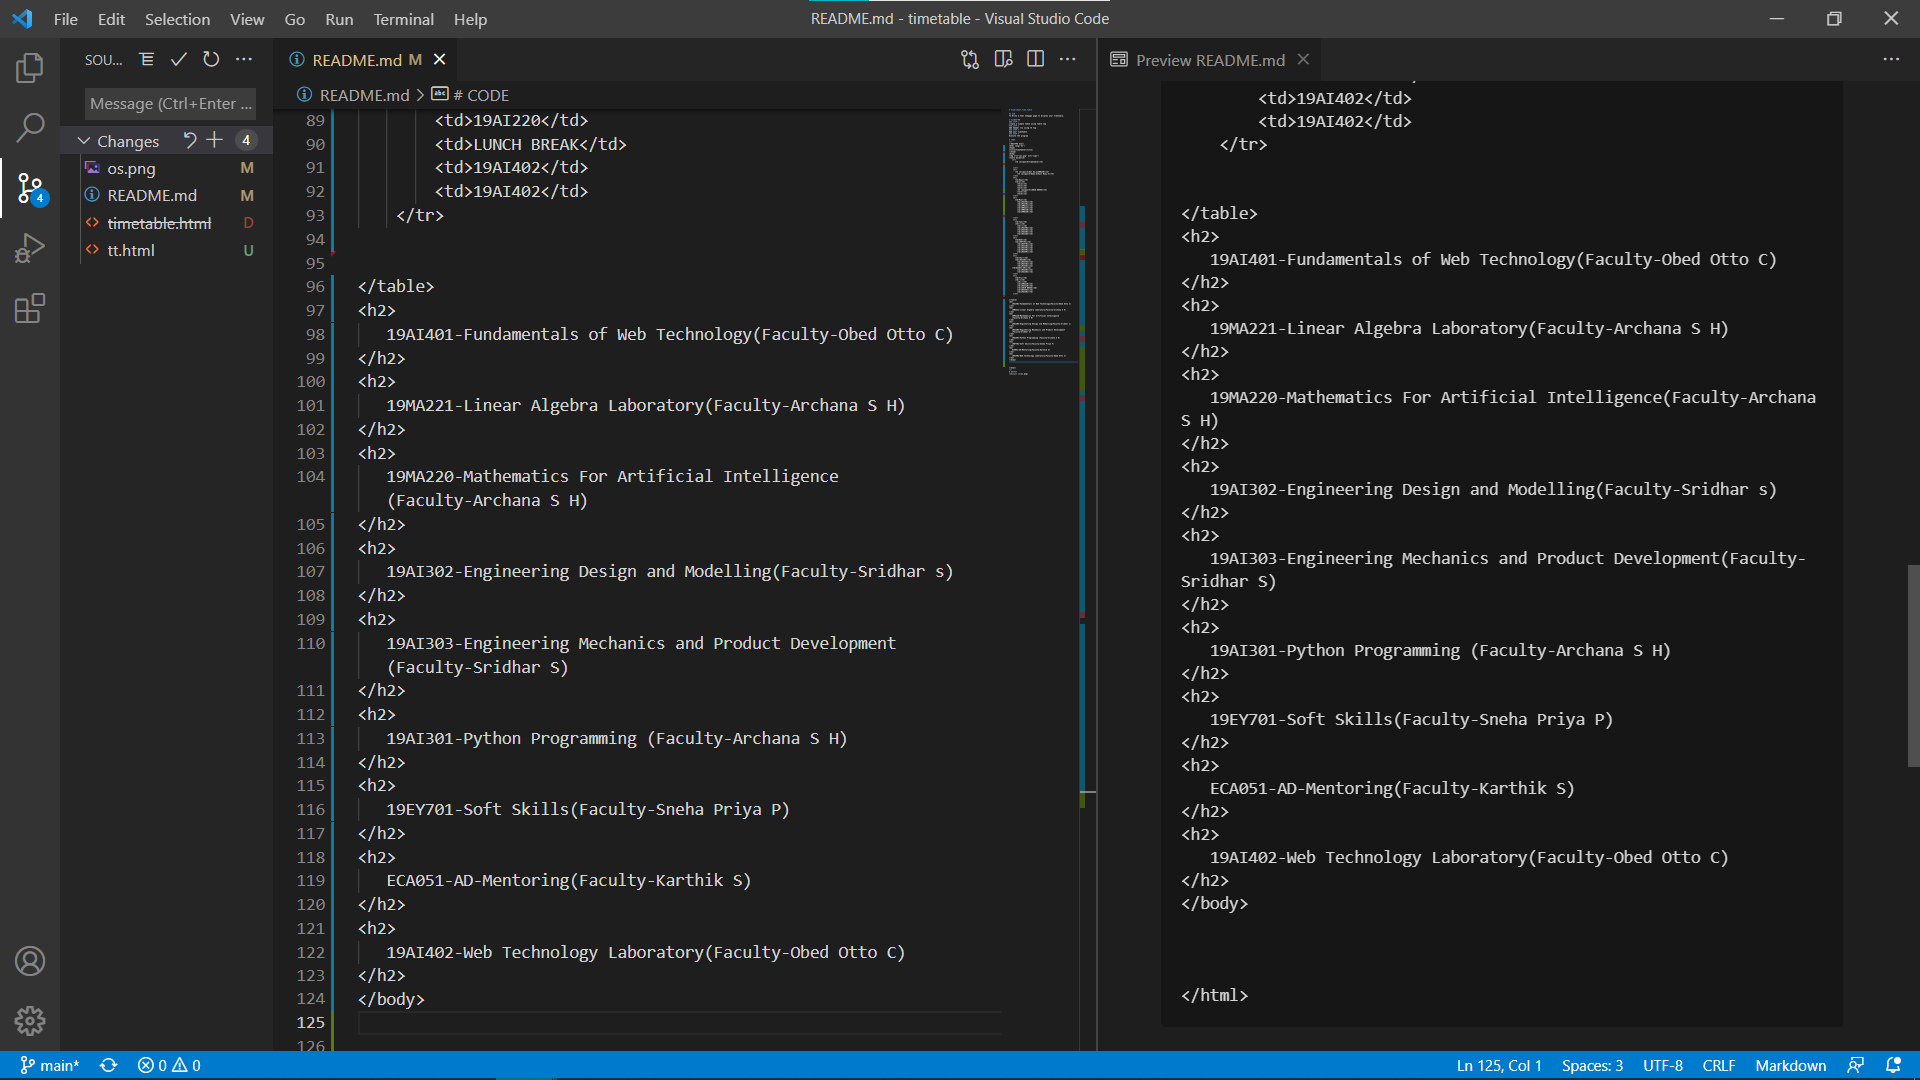 File Edit Selection View Go Run Terminal Help
README.md - timetable - Visual Studio Code
SOU...
Message (Ctrl+Enter ...
Changes 4
os.png M
README.md M
timetable.html D
tt.html U
4
README.md M
README.md > abc # CODE
89 <td>19AI220</td>
90 <td>LUNCH BREAK</td>
91 <td>19AI402</td>
92 <td>19AI402</td>
93 </tr>
94
95
96 </table>
97 <h2>
98 19AI401-Fundamentals of Web Technology(Faculty-Obed Otto C)
99 </h2>
100 <h2>
101 19MA221-Linear Algebra Laboratory(Faculty-Archana S H)
102 </h2>
103 <h2>
104 19MA220-Mathematics For Artificial Intelligence
(Faculty-Archana S H)
105 </h2>
106 <h2>
107 19AI302-Engineering Design and Modelling(Faculty-Sridhar s)
108 </h2>
109 <h2>
110 19AI303-Engineering Mechanics and Product Development
(Faculty-Sridhar S)
111 </h2>
112 <h2>
113 19AI301-Python Programming (Faculty-Archana S H)
114 </h2>
115 <h2>
116 19EY701-Soft Skills(Faculty-Sneha Priya P)
117 </h2>
118 <h2>
119 ECA051-AD-Mentoring(Faculty-Karthik S)
120 </h2>
121 <h2>
122 19AI402-Web Technology Laboratory(Faculty-Obed Otto C)
123 </h2>
124 </body>
125
126
Preview README.md
<td>19AI402</td>
<td>19AI402</td>
</tr>
</table>
<h2>
19AI401-Fundamentals of Web Technology(Faculty-Obed Otto C)
</h2>
<h2>
19MA221-Linear Algebra Laboratory(Faculty-Archana S H)
</h2>
<h2>
19MA220-Mathematics For Artificial Intelligence(Faculty-Archana
S H)
</h2>
<h2>
19AI302-Engineering Design and Modelling(Faculty-Sridhar s)
</h2>
<h2>
19AI303-Engineering Mechanics and Product Development(Faculty-
Sridhar S)
</h2>
<h2>
19AI301-Python Programming (Faculty-Archana S H)
</h2>
<h2>
19EY701-Soft Skills(Faculty-Sneha Priya P)
</h2>
<h2>
ECA051-AD-Mentoring(Faculty-Karthik S)
</h2>
<h2>
19AI402-Web Technology Laboratory(Faculty-Obed Otto C)
</h2>
</body>
</html>
main* 0 0
Ln 125, Col 1 Spaces: 3 UTF-8 CRLF Markdown